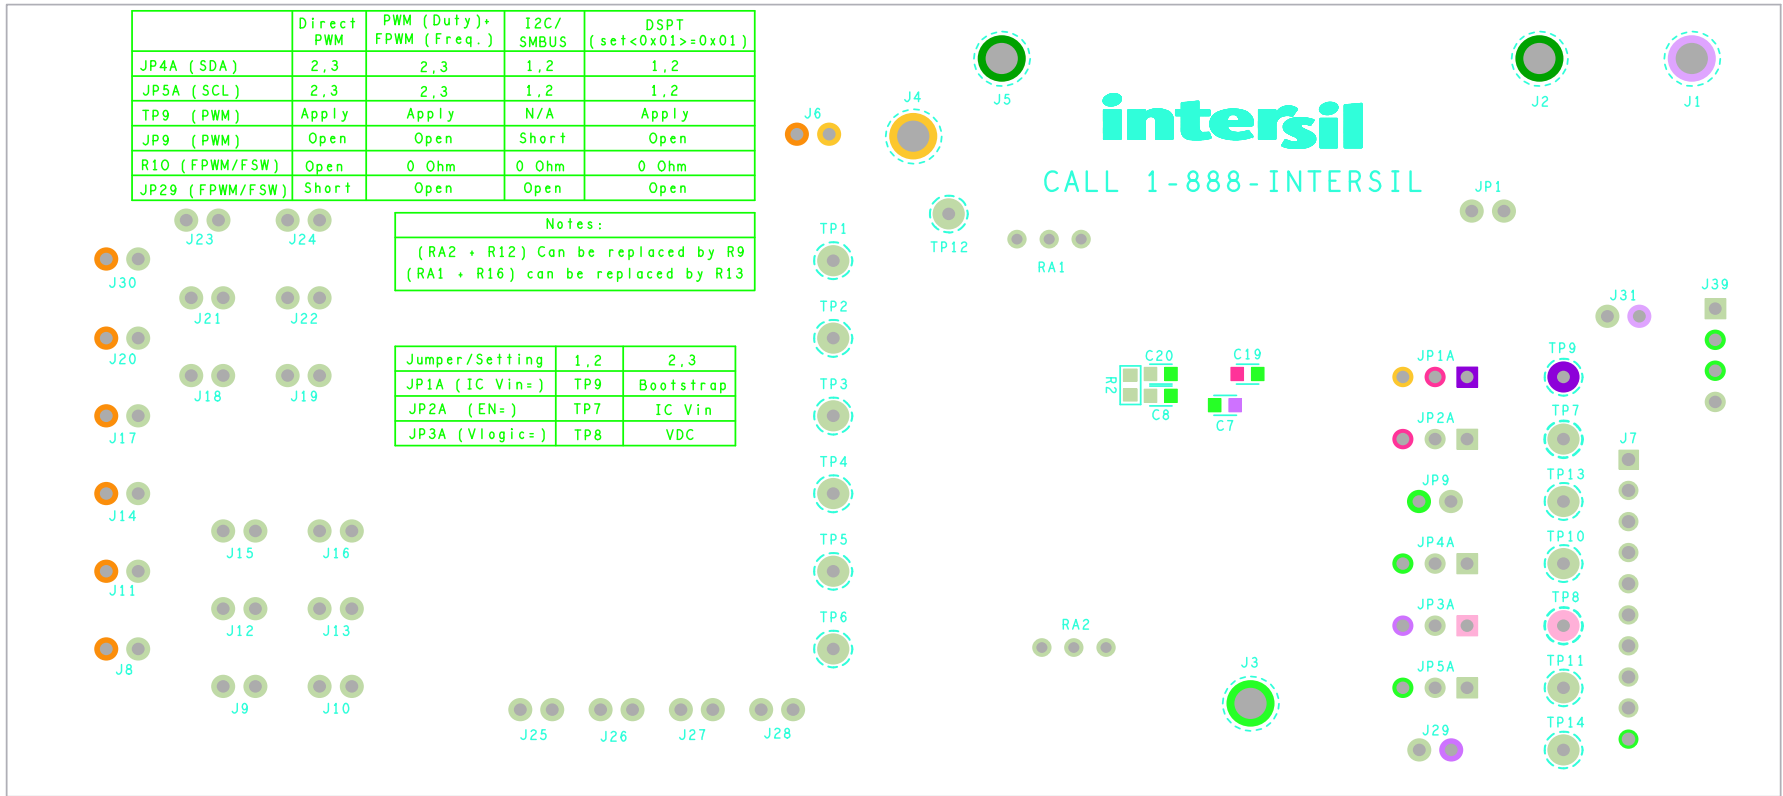 Direct PWM | PWM (Duty)+ FPWM (Freq.) | I2C/ SMBUS | DSPT (set<0x01>=0x01)
JP4A (SDA) 2,3 2,3 1,2 1,2
JP5A (SCL) 2,3 2,3 1,2 1,2
TP9 (PWM) Apply Apply N/A Apply
JP9 (PWM) Open Open Short Open
R10 (FPWM/FSW) Open 0 Ohm 0 Ohm 0 Ohm
JP29 (FPWM/FSW) Short Open Open Open
Notes:
(RA2 + R12) Can be replaced by R9
(RA1 + R16) can be replaced by R13
Jumper/Setting 1,2 2,3
JP1A (IC Vin=) TP9 Bootstrap
JP2A (EN=) TP7 IC Vin
JP3A (Vlogic=) TP8 VDC
J6
J4
J5
J2
J1
intersil
CALL 1-888-INTERSIL
JP1
TP12
RA1
J23
J24
J30
J21
J22
J20
J18
J19
J17
J14
J15
J16
J11
J12
J13
J8
J9
J10
J25
J26
J27
J28
TP1
TP2
TP3
TP4
TP5
TP6
R2
C20
C8
C19
C7
RA2
J3
J31
J39
JP1A
TP9
JP2A
TP7
J7
JP9
TP13
JP4A
TP10
JP3A
TP8
JP5A
TP11
J29
TP14